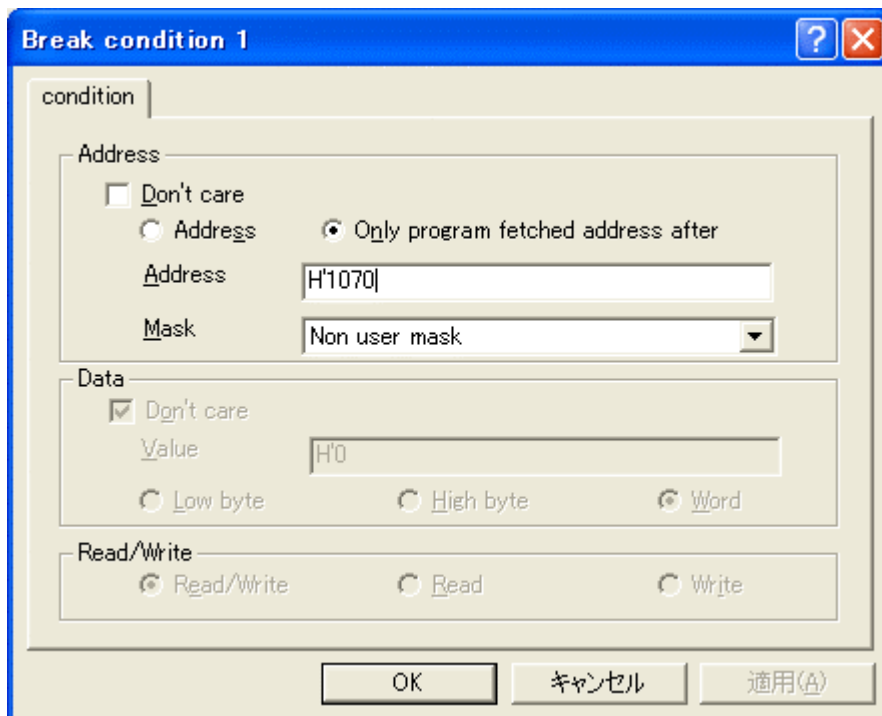 Break condition 1
condition
Address
Don't care
Address Only program fetched address after
Address H'1070
Mask Non user mask
Data
Don't care
Value H'0
Low byte High byte Word
Read/Write
Read/Write Read Write
OK キャンセル 適用(A)